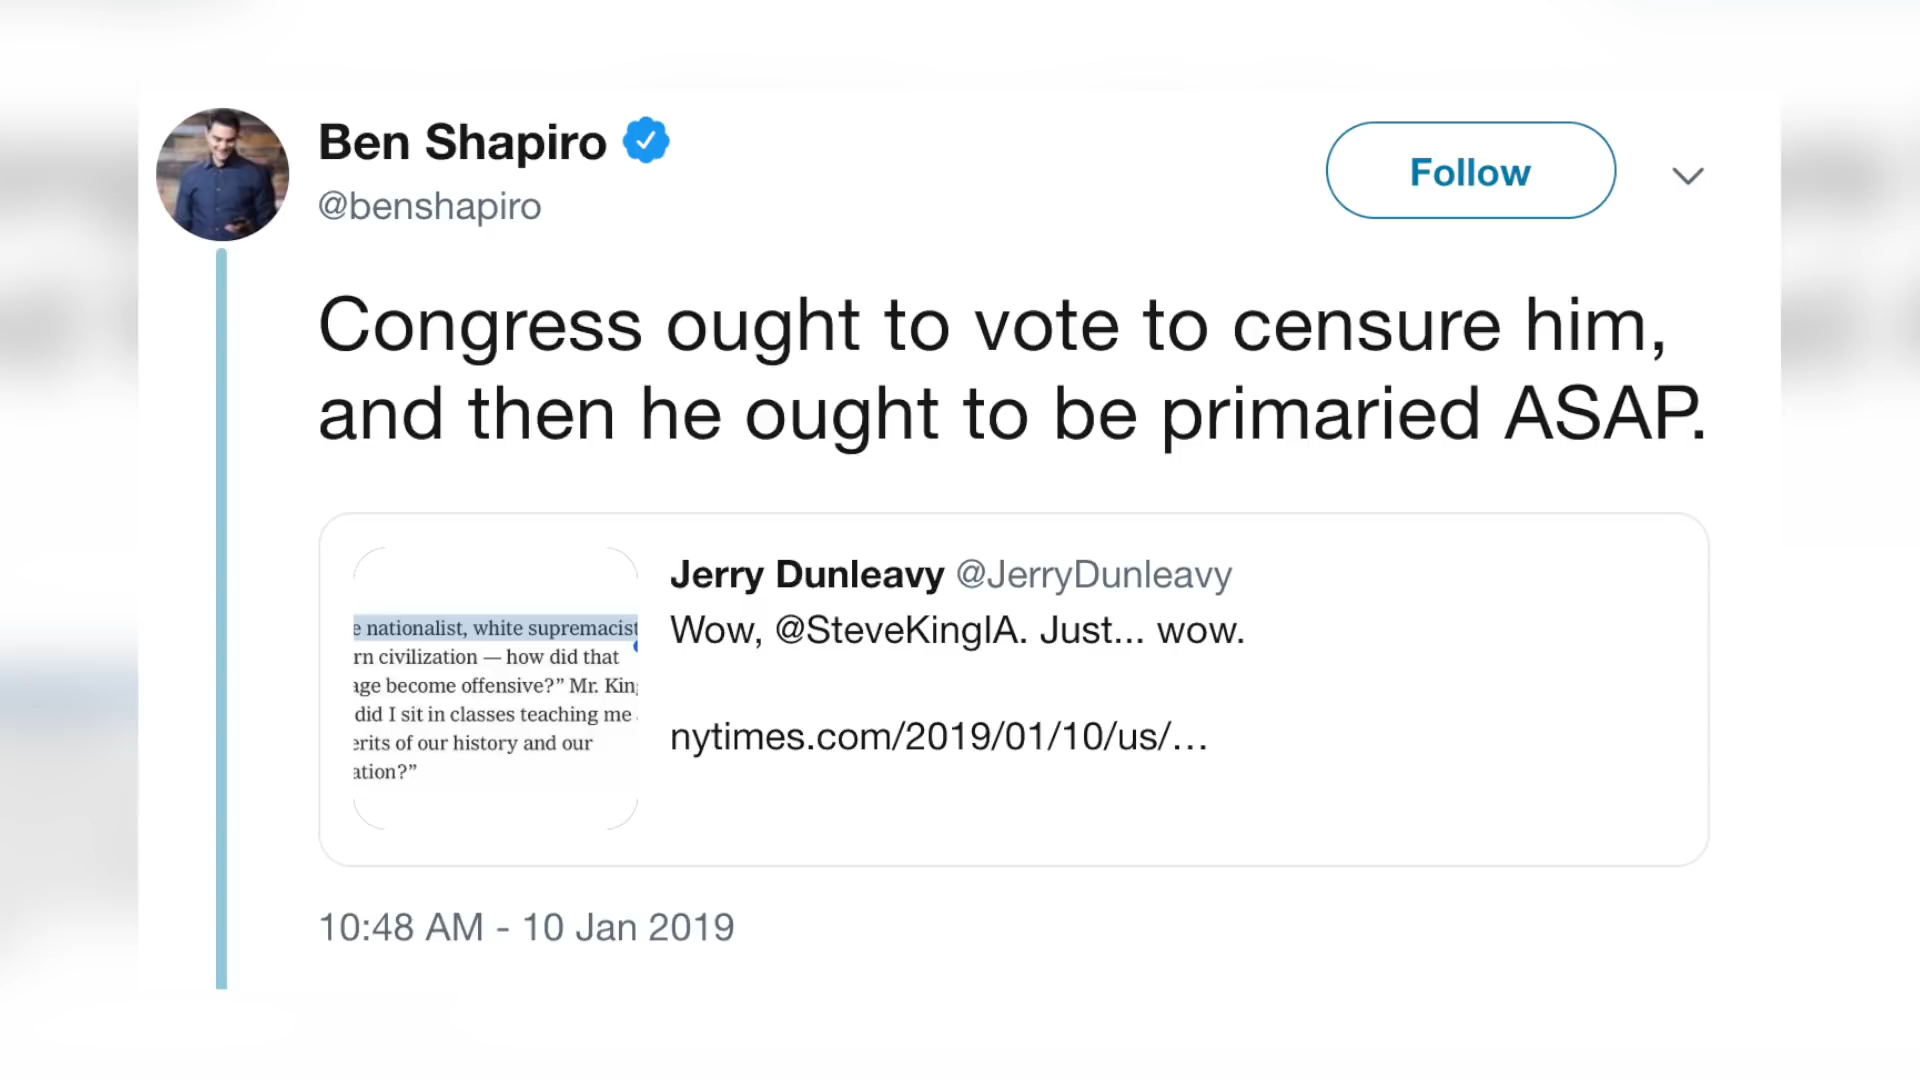 Ben Shapiro
@benshapiro
Follow
Congress ought to vote to censure him,
and then he ought to be primaried ASAP.
Jerry Dunleavy @JerryDunleavy
Wow, @SteveKingIA. Just... wow.
nytimes.com/2019/01/10/us/…
e nationalist, white supremacist
rn civilization — how did that
age become offensive?” Mr. King
did I sit in classes teaching me
erits of our history and our
ation?”
10:48 AM - 10 Jan 2019